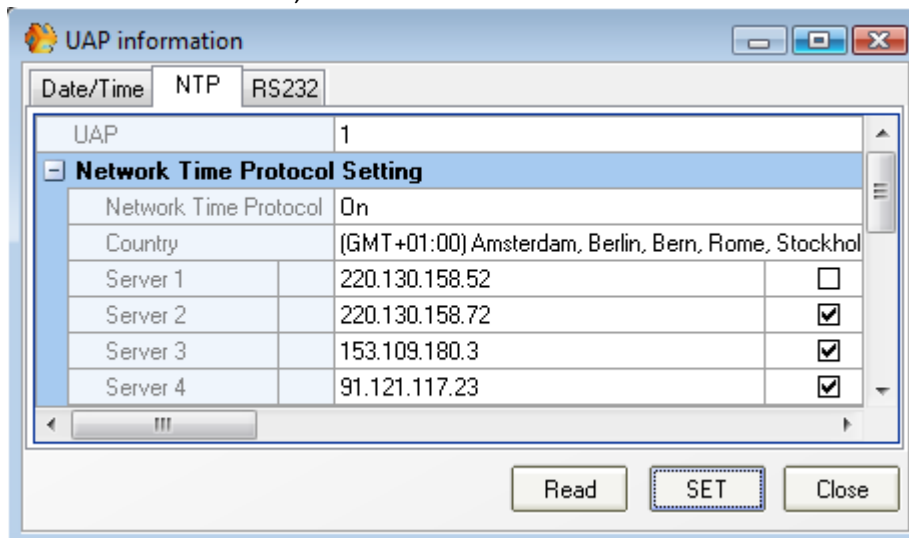 UAP information
Date/Time NTP RS232
UAP 1
Network Time Protocol Setting
Network Time Protocol On
Country (GMT+01:00) Amsterdam, Berlin, Bern, Rome, Stockhol
Server 1 220.130.158.52
Server 2 220.130.158.72
Server 3 153.109.180.3
Server 4 91.121.117.23
Read SET Close